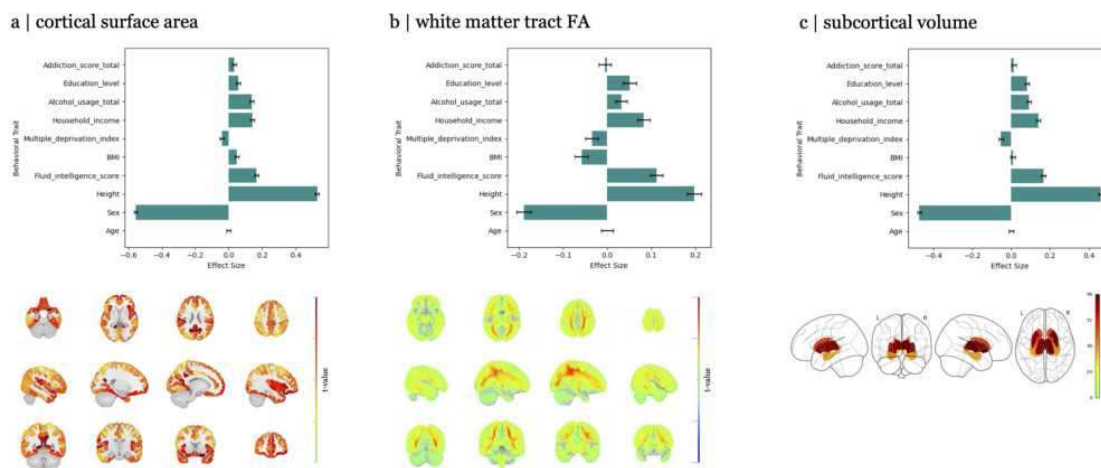 a | cortical surface area
Behavioral Trait
Addiction_score_total
Education_level
Alcohol_usage_total
Household_income
Multiple_deprivation_index
BMI
Fluid_intelligence_score
Height
Sex
Age
−0.6 −0.4 −0.2 0.0 0.2 0.4
Effect Size
t-value
b | white matter tract FA
Behavioral Trait
Addiction_score_total
Education_level
Alcohol_usage_total
Household_income
Multiple_deprivation_index
BMI
Fluid_intelligence_score
Height
Sex
Age
−0.2 −0.1 0.0 0.1 0.2
Effect Size
t-value
c | subcortical volume
Behavioral Trait
Addiction_score_total
Education_level
Alcohol_usage_total
Household_income
Multiple_deprivation_index
BMI
Fluid_intelligence_score
Height
Sex
Age
−0.4 −0.2 0.0 0.2 0.4
Effect Size
L R
L R